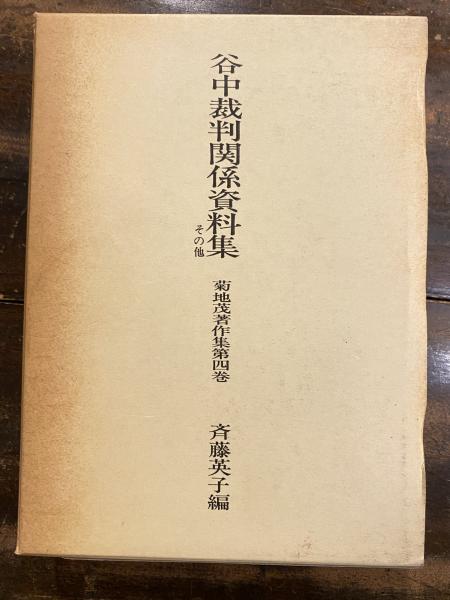 谷中裁判関係資料集
その他
菊地茂著作集第四巻
斉藤英子編